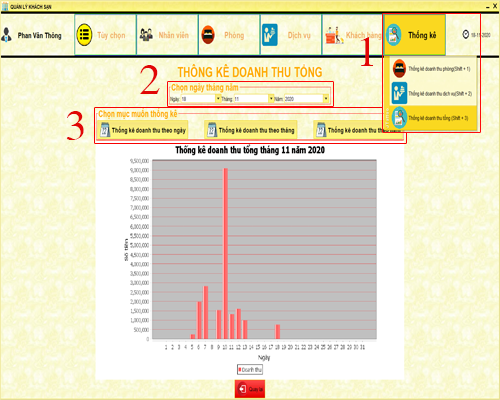 QUẢN LÝ KHÁCH SẠN
Phan Văn Thông
Tùy chọn
Nhân viên
Phòng
Dịch vụ
Khách hàng
Thống kê
18-11-2020
1
Thống kê doanh thu phòng(Shift + 1)
Thống kê doanh thu dịch vụ(Shift + 2)
Thống kê doanh thu tổng (Shift + 3)
THỐNG KÊ DOANH THU TỔNG
2
Chọn ngày tháng năm
Ngày: 18 Tháng: 11 Năm: 2020
3
Chọn mục muốn thống kê
Thống kê doanh thu theo ngày
Thống kê doanh thu theo tháng
Thống kê doanh thu theo năm
Thống kê doanh thu tổng tháng 11 năm 2020
9,500,000
9,000,000
8,500,000
8,000,000
7,500,000
7,000,000
6,500,000
6,000,000
5,500,000
5,000,000
4,500,000
4,000,000
3,500,000
3,000,000
2,500,000
2,000,000
1,500,000
1,000,000
500,000
0
Số tiền
1 2 3 4 5 6 7 8 9 10 11 12 13 14 15 16 17 18 19 20 21 22 23 24 25 26 27 28 29 30 31
Ngày
Doanh thu